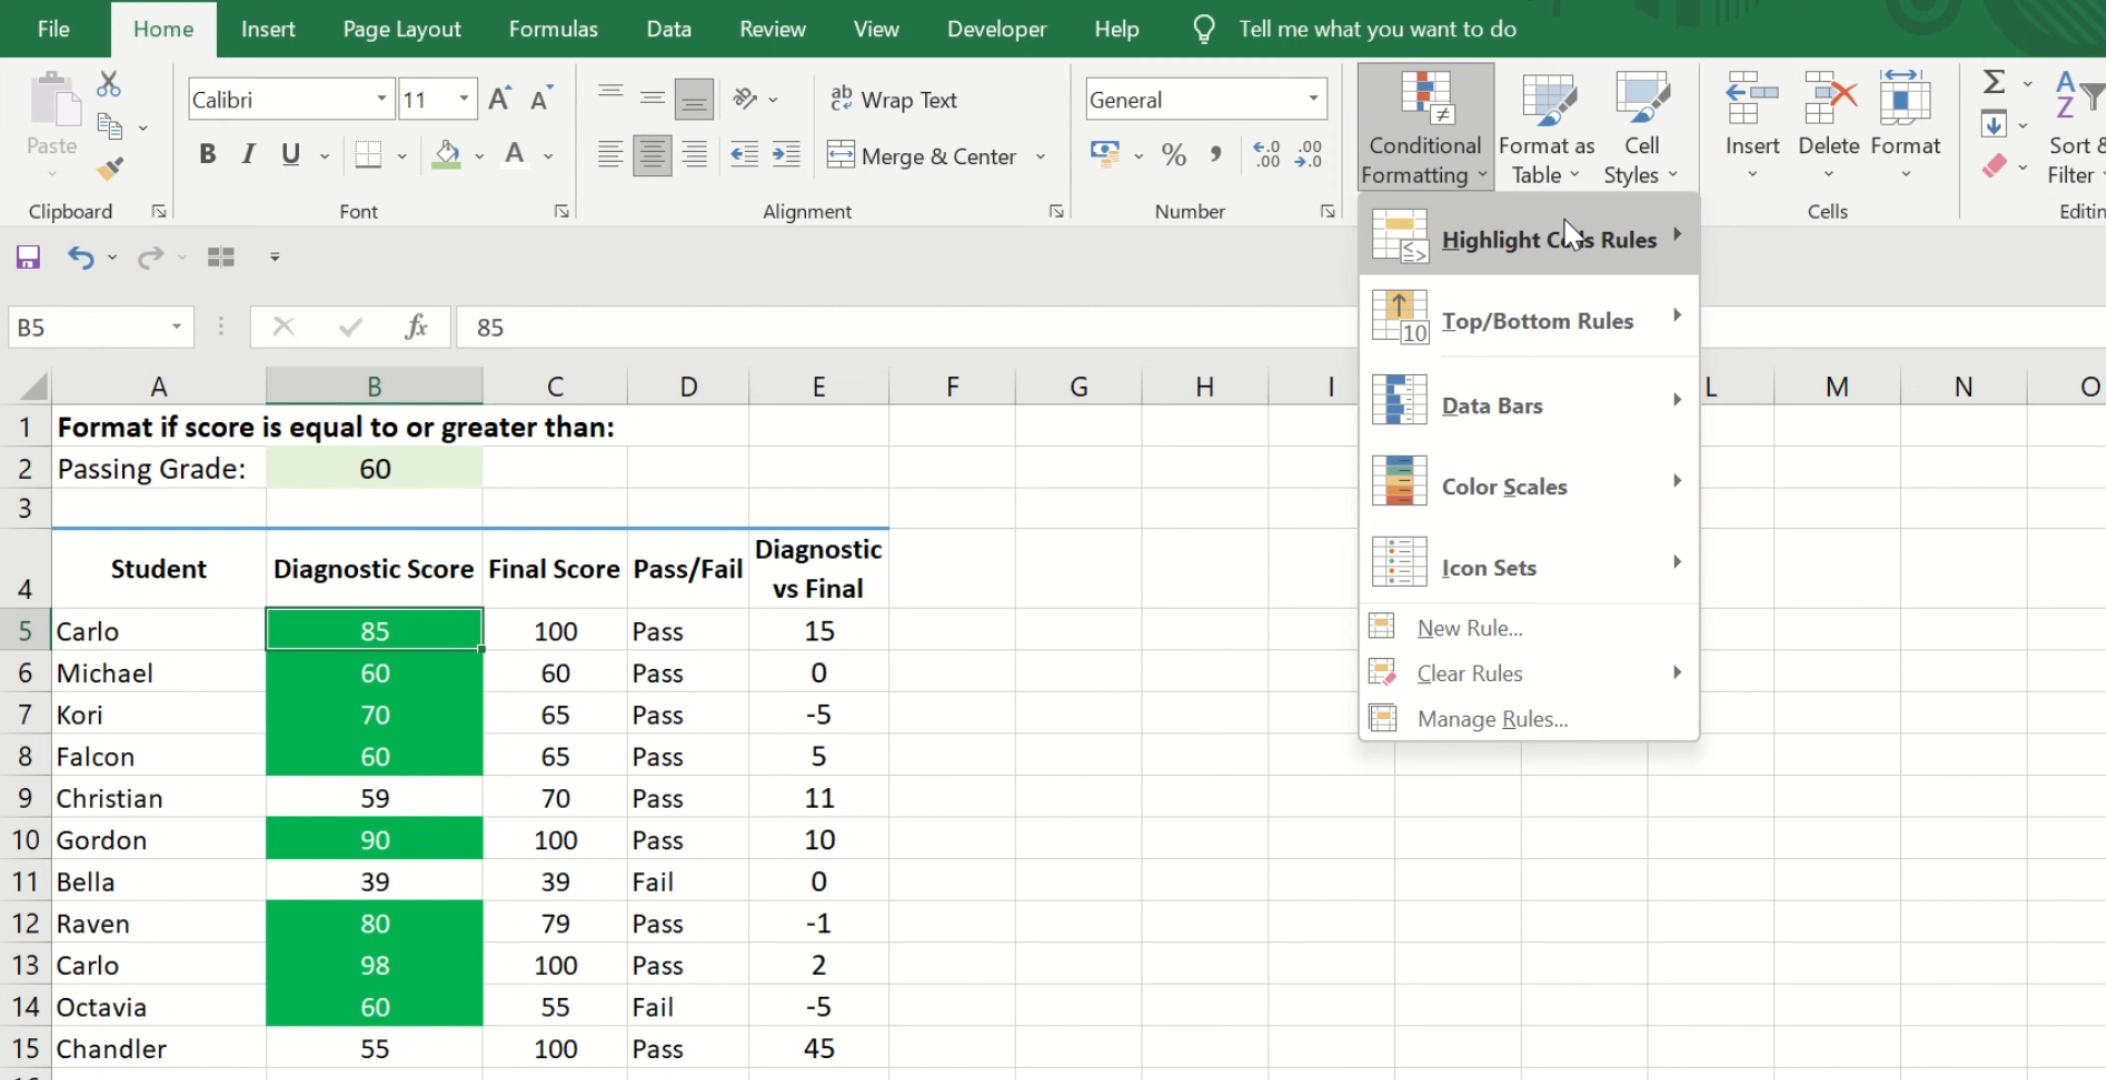 File Home Insert Page Layout Formulas Data Review View Developer Help Tell me what you want to do
Calibri 11 Wrap Text General
Paste B I U A Merge & Center % Conditional Formatting Format as Table Cell Styles Insert Delete Format Sort & Filter
Clipboard Font Alignment Number Cells
Highlight Rules
B5 fx 85
Top/Bottom Rules
Data Bars
Color Scales
Icon Sets
New Rule...
Clear Rules
Manage Rules...
A B C D E F G H I L M N O
1 Format if score is equal to or greater than:
2 Passing Grade: 60
3
4 Student Diagnostic Score Final Score Pass/Fail Diagnostic vs Final
5 Carlo 85 100 Pass 15
6 Michael 60 60 Pass 0
7 Kori 70 65 Pass -5
8 Falcon 60 65 Pass 5
9 Christian 59 70 Pass 11
10 Gordon 90 100 Pass 10
11 Bella 39 39 Fail 0
12 Raven 80 79 Pass -1
13 Carlo 98 100 Pass 2
14 Octavia 60 55 Fail -5
15 Chandler 55 100 Pass 45